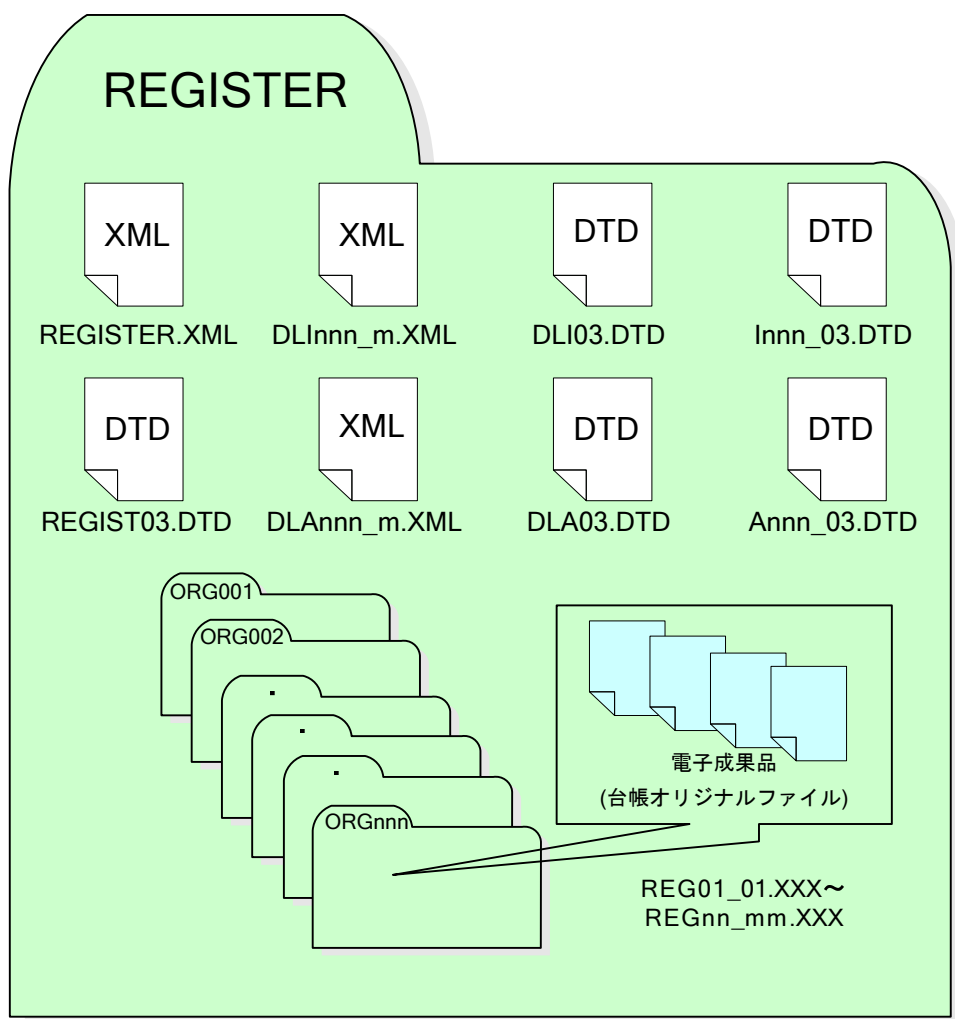 REGISTER
XML
XML
DTD
DTD
REGISTER.XML
DLInnn_m.XML
DLI03.DTD
Innn_03.DTD
DTD
XML
DTD
DTD
REGIST03.DTD
DLAnnn_m.XML
DLA03.DTD
Annn_03.DTD
ORG001
ORG002
・
・
・
ORGnnn
電子成果品
(台帳オリジナルファイル)
REG01_01.XXX～
REGnn_mm.XXX